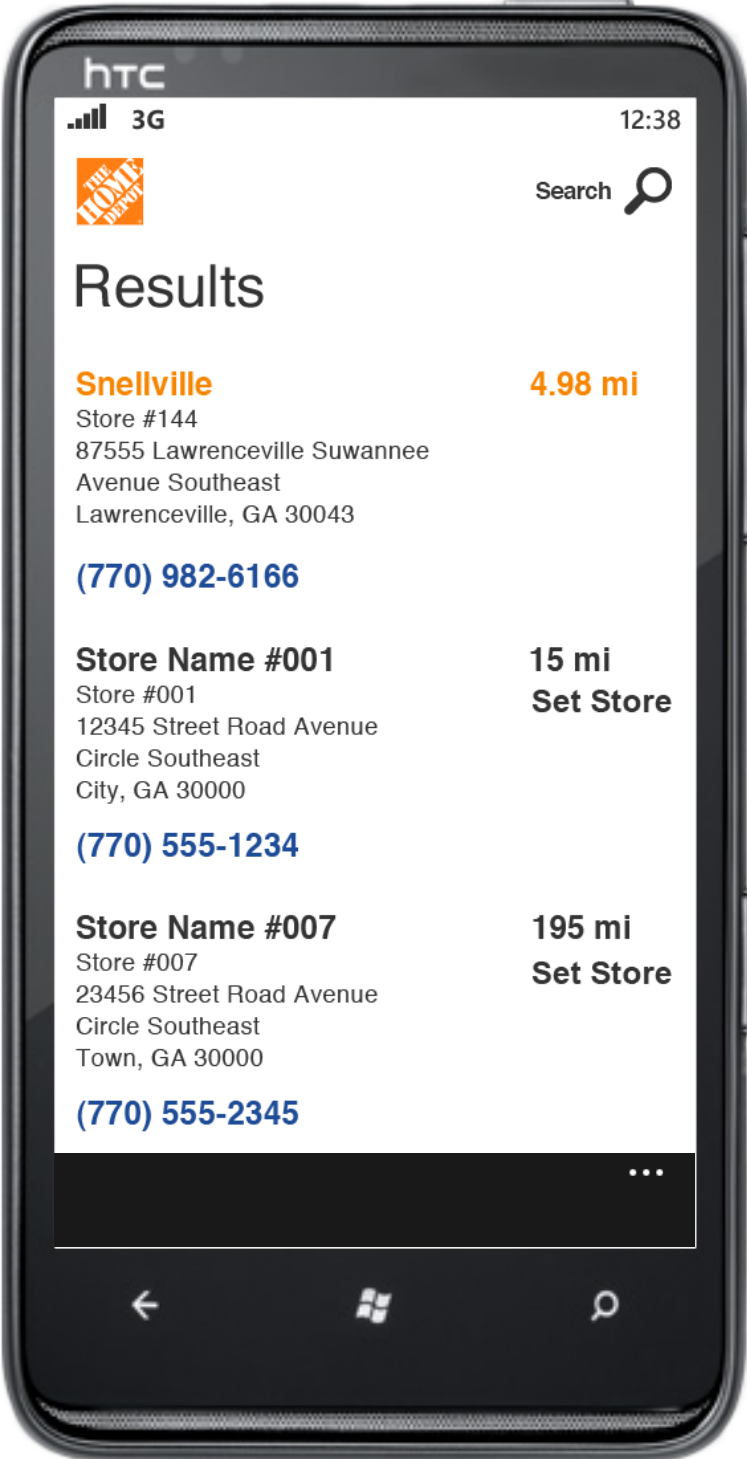 hTC
3G 12:38
THE
HOME
DEPOT
Search
Results
Snellville 4.98 mi
Store #144
87555 Lawrenceville Suwannee
Avenue Southeast
Lawrenceville, GA 30043
(770) 982-6166
Store Name #001 15 mi
Store #001 Set Store
12345 Street Road Avenue
Circle Southeast
City, GA 30000
(770) 555-1234
Store Name #007 195 mi
Store #007 Set Store
23456 Street Road Avenue
Circle Southeast
Town, GA 30000
(770) 555-2345